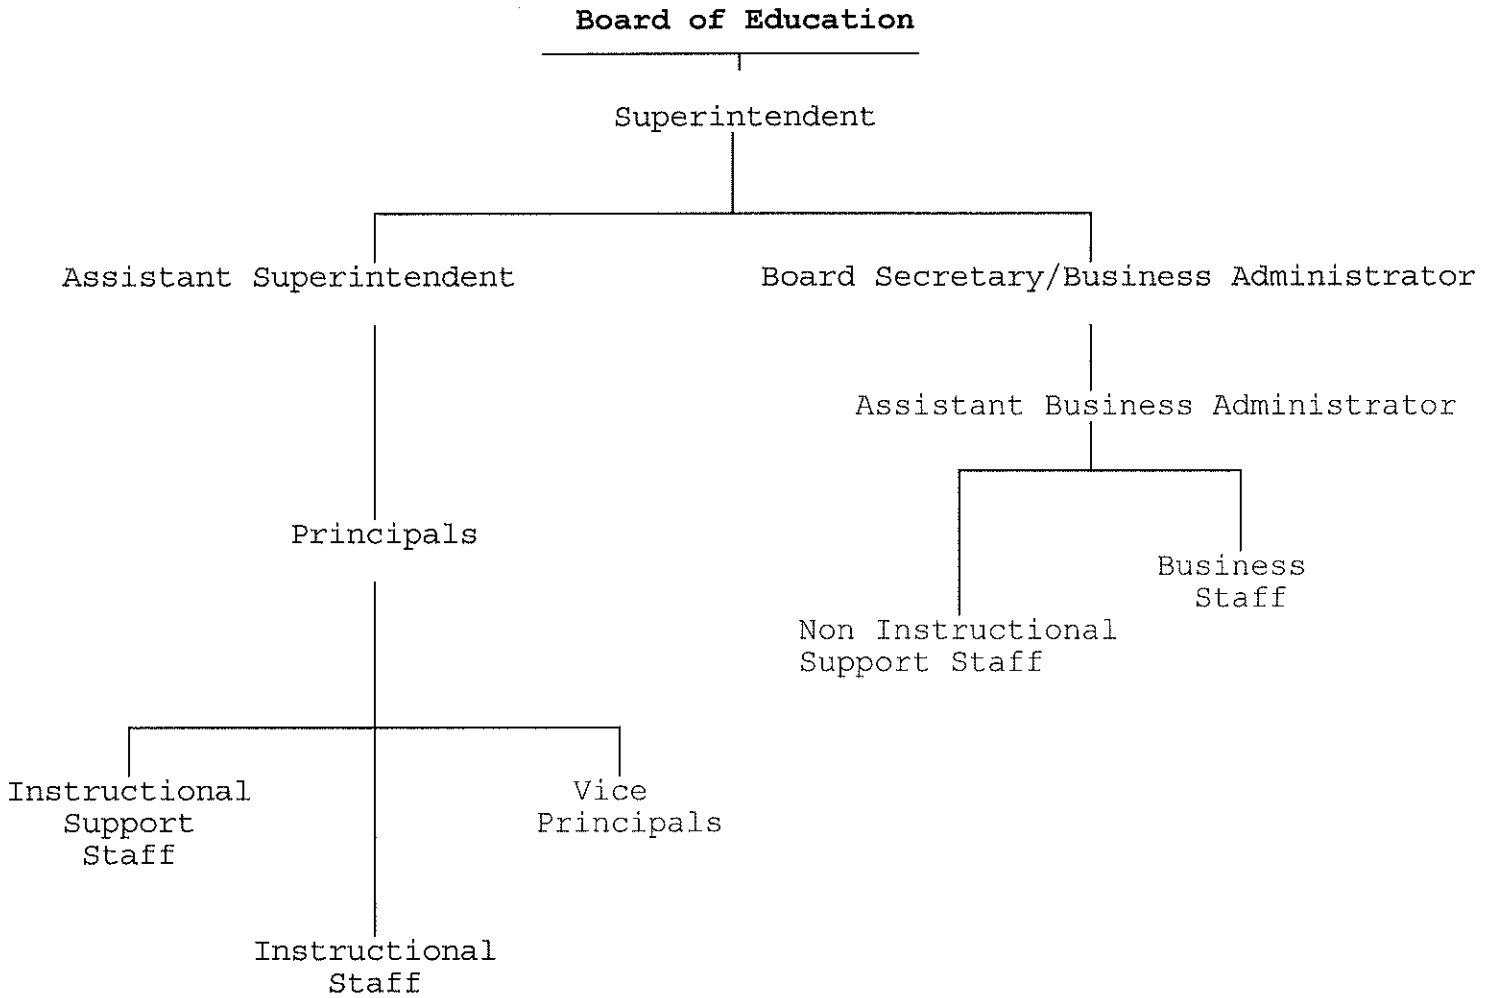 Board of Education
Superintendent
Assistant Superintendent
Board Secretary/Business Administrator
Assistant Business Administrator
Principals
Business
Staff
Non Instructional
Support Staff
Instructional
Support
Staff
Vice
Principals
Instructional
Staff